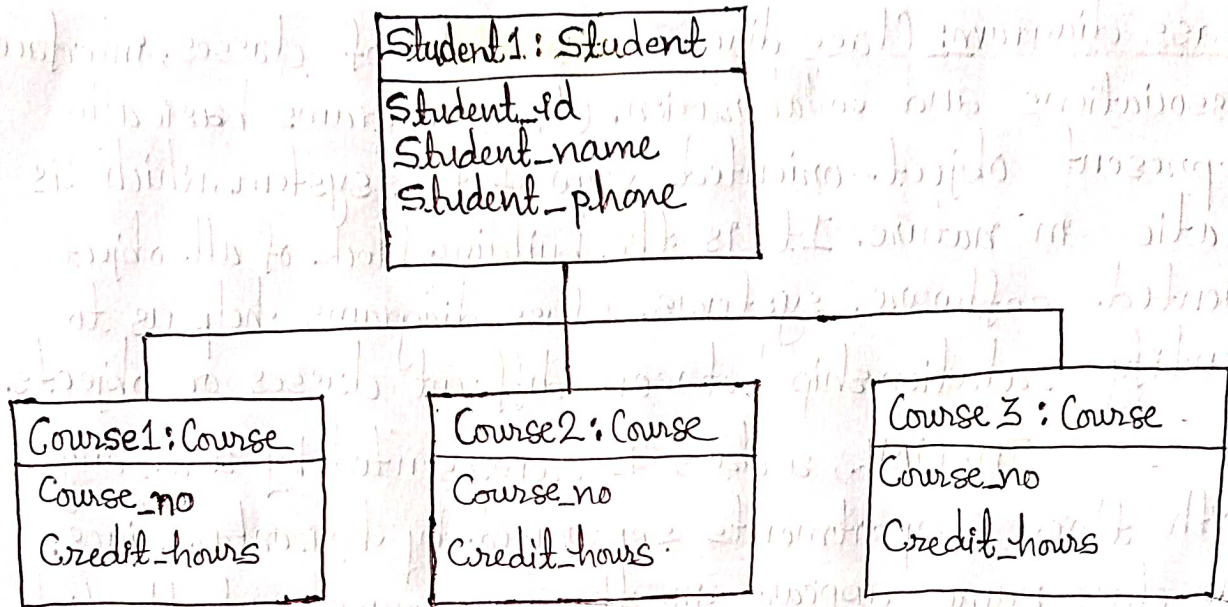 Student1 : Student
Student_id
Student_name
Student_phone
Course1 : Course
Course_no
Credit_hours
Course2 : Course
Course_no
Credit_hours
Course 3 : Course
Course_no
Credit_hours